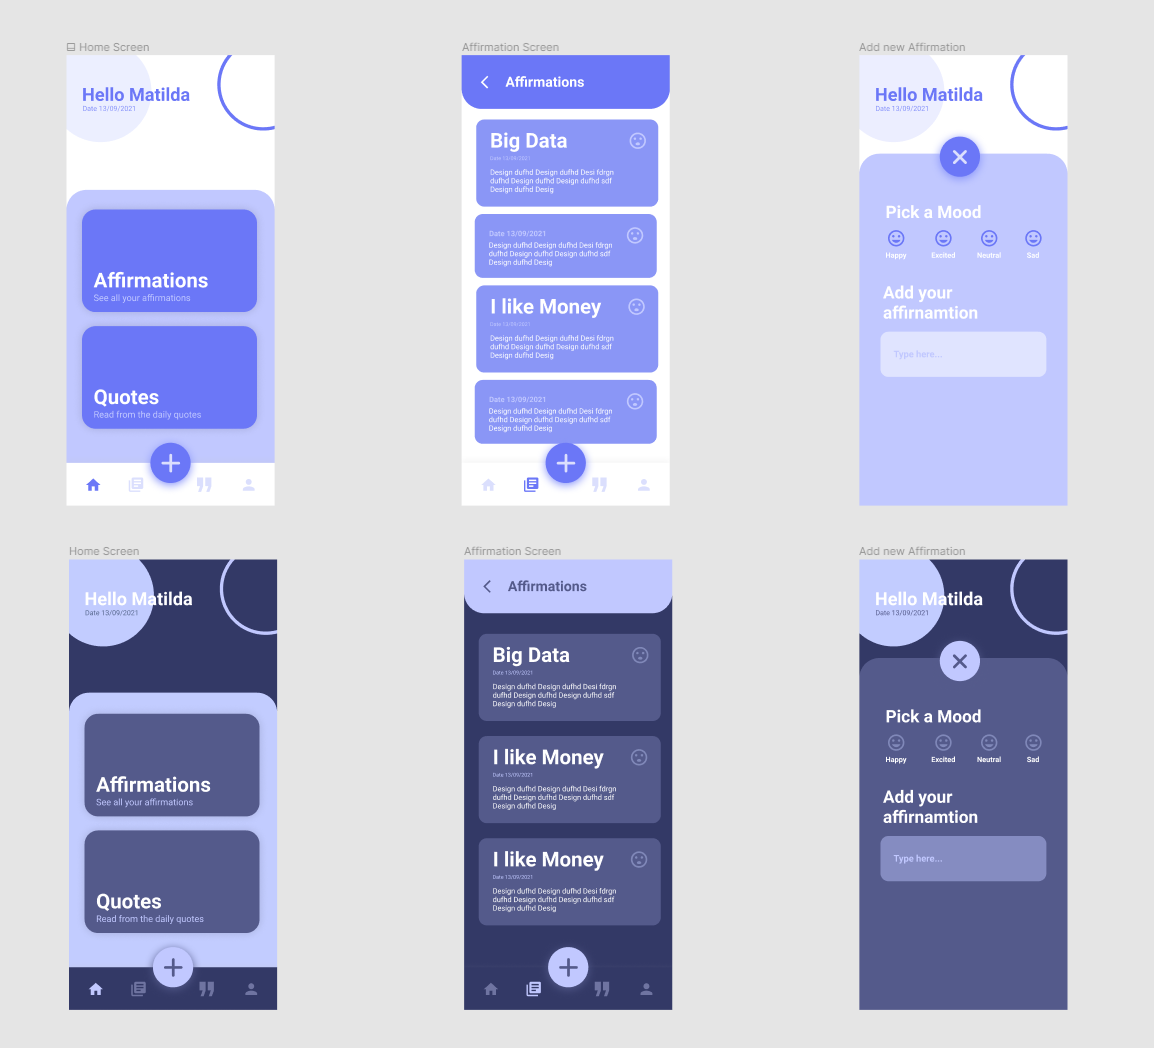 Home Screen
Hello Matilda
Date 13/09/2021
Affirmations
See all your affirmations
Quotes
Read from the daily quotes
Affirmation Screen
Affirmations
Big Data
Date 13/09/2021
Design dufhd Design dufhd Desi fdrgn
dufhd Design dufhd Design dufhd sdf
Design dufhd Desig
Date 13/09/2021
Design dufhd Design dufhd Desi fdrgn
dufhd Design dufhd Design dufhd sdf
Design dufhd Desig
I like Money
Date 13/09/2021
Design dufhd Design dufhd Desi fdrgn
dufhd Design dufhd Design dufhd sdf
Design dufhd Desig
Date 13/09/2021
Design dufhd Design dufhd Desi fdrgn
dufhd Design dufhd Design dufhd sdf
Design dufhd Desig
Add new Affirmation
Hello Matilda
Date 13/09/2021
Pick a Mood
Happy Excited Neutral Sad
Add your
affirnamtion
Type here...
Home Screen
Hello Matilda
Date 13/09/2021
Affirmations
See all your affirmations
Quotes
Read from the daily quotes
Affirmation Screen
Affirmations
Big Data
Date 13/09/2021
Design dufhd Design dufhd Desi fdrgn
dufhd Design dufhd Design dufhd sdf
Design dufhd Desig
I like Money
Date 13/09/2021
Design dufhd Design dufhd Desi fdrgn
dufhd Design dufhd Design dufhd sdf
Design dufhd Desig
I like Money
Date 13/09/2021
Design dufhd Design dufhd Desi fdrgn
dufhd Design dufhd Design dufhd sdf
Design dufhd Desig
Add new Affirmation
Hello Matilda
Date 13/09/2021
Pick a Mood
Happy Excited Neutral Sad
Add your
affirnamtion
Type here...